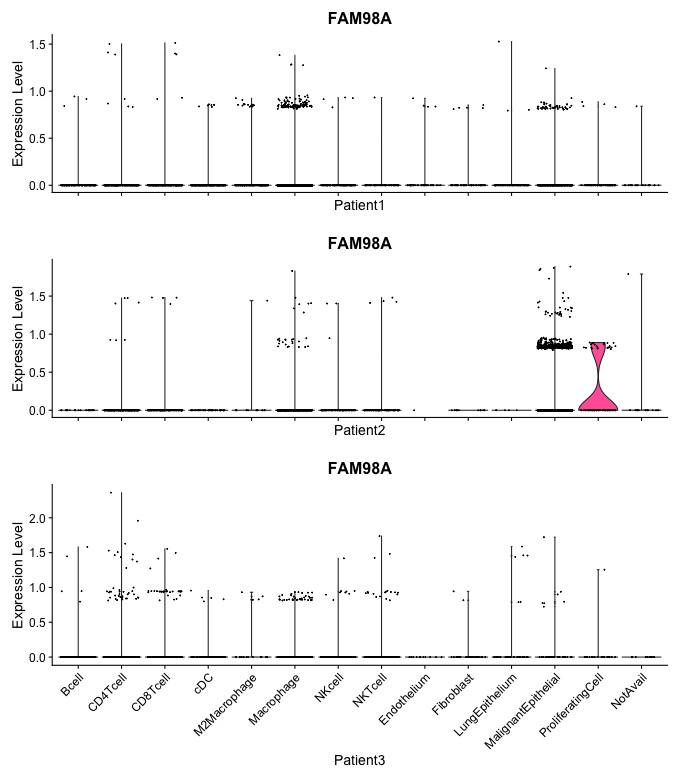 FAM98A
Expression Level
1.5
1.0
0.5
0.0
Patient1
FAM98A
Expression Level
1.5
1.0
0.5
0.0
Patient2
FAM98A
Expression Level
2.0
1.5
1.0
0.5
0.0
Bcell
CD4Tcell
CD8Tcell
cDC
M2Macrophage
Macrophage
NKcell
NKTcell
Endothelium
Fibroblast
LungEpithelium
MalignantEpithelial
ProliferatingCell
NotAvail
Patient3